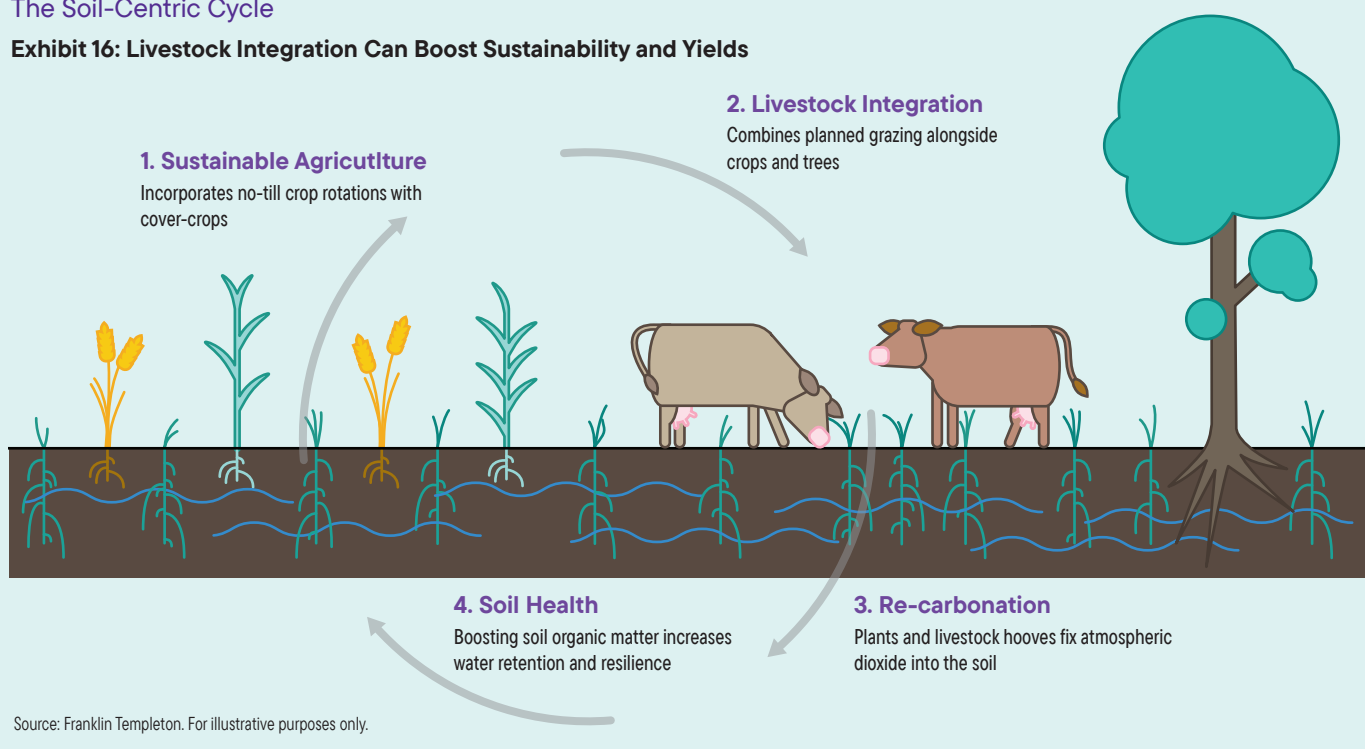 The Soil-Centric Cycle
Exhibit 16: Livestock Integration Can Boost Sustainability and Yields
1. Sustainable Agricutlture
Incorporates no-till crop rotations with
cover-crops
2. Livestock Integration
Combines planned grazing alongside
crops and trees
3. Re-carbonation
Plants and livestock hooves fix atmospheric
dioxide into the soil
4. Soil Health
Boosting soil organic matter increases
water retention and resilience
Source: Franklin Templeton. For illustrative purposes only.